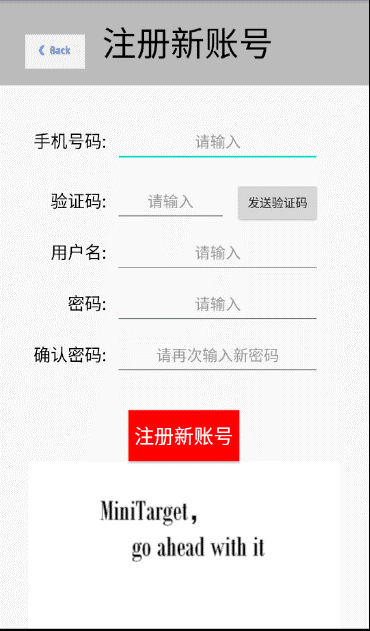 Back 注册新账号
手机号码: 请输入
验证码: 请输入 发送验证码
用户名: 请输入
密码: 请输入
确认密码: 请再次输入新密码
注册新账号
MiniTarget,
go ahead with it